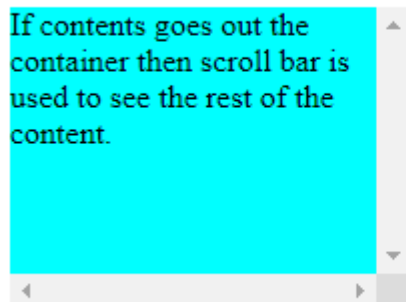 If contents goes out the
container then scroll bar is
used to see the rest of the
content.